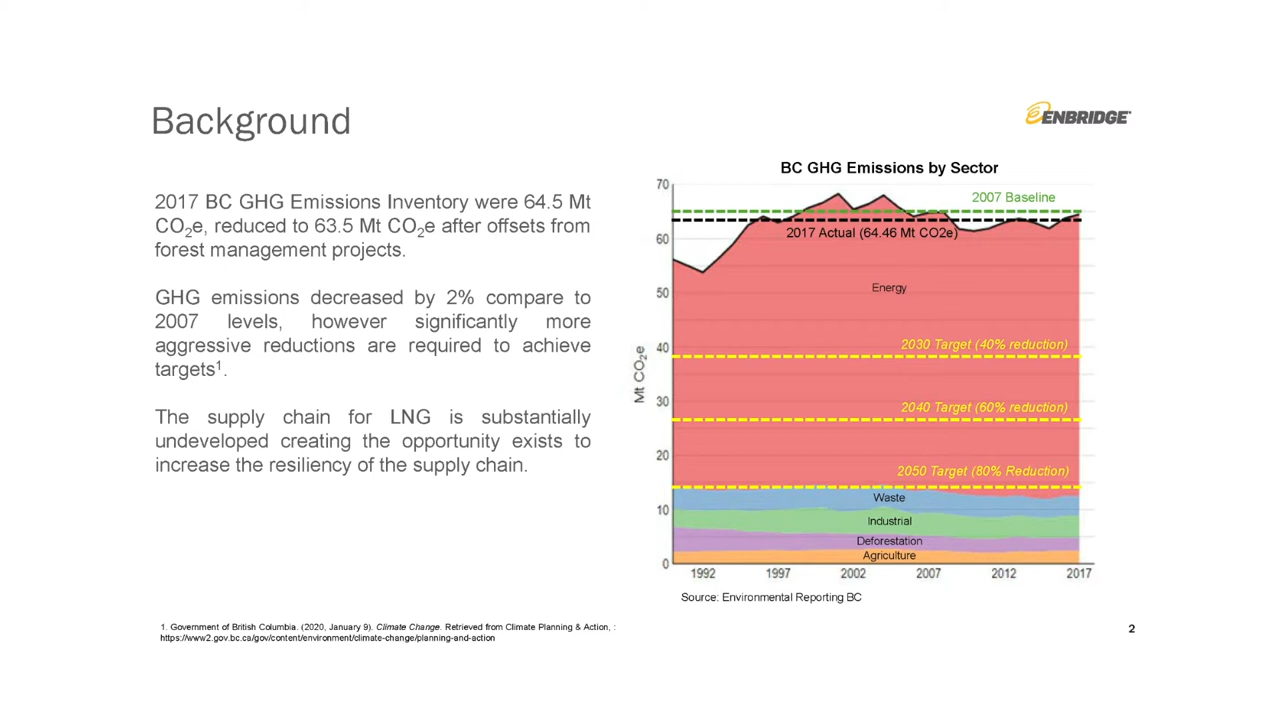 Background
ENBRIDGE
2017 BC GHG Emissions Inventory were 64.5 Mt
CO2e, reduced to 63.5 Mt CO2e after offsets from
forest management projects.
GHG emissions decreased by 2% compare to
2007 levels, however significantly more
aggressive reductions are required to achieve
targets1.
The supply chain for LNG is substantially
undeveloped creating the opportunity exists to
increase the resiliency of the supply chain.
BC GHG Emissions by Sector
Mt CO2e
70
60
50
40
30
20
10
0
2007 Baseline
2017 Actual (64.46 Mt CO2e)
Energy
2030 Target (40% reduction)
2040 Target (60% reduction)
2050 Target (80% Reduction)
Waste
Industrial
Deforestation
Agriculture
1992 1997 2002 2007 2012 2017
Source: Environmental Reporting BC
1. Government of British Columbia. (2020, January 9). Climate Change. Retrieved from Climate Planning & Action, :
https://www2.gov.bc.ca/gov/content/environment/climate-change/planning-and-action
2